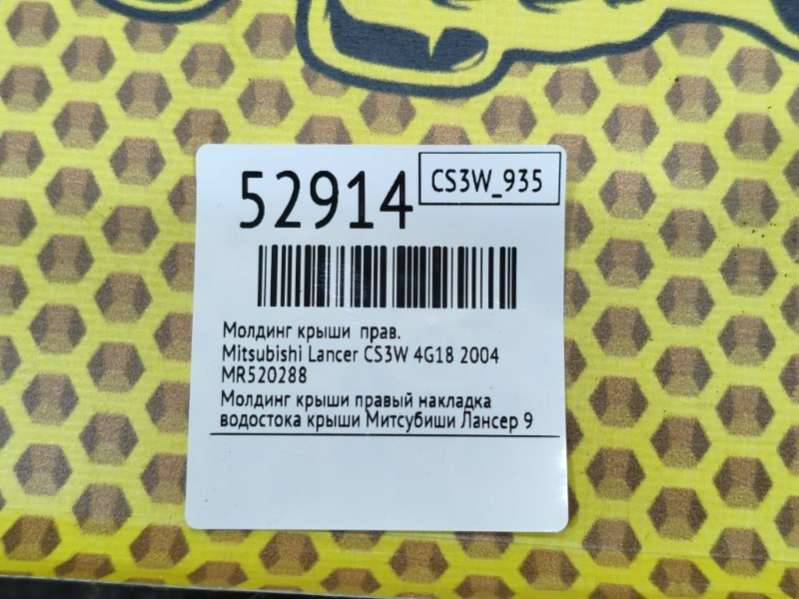 52914
CS3W_935
Молдинг крыши прав.
Mitsubishi Lancer CS3W 4G18 2004
MR520288
Молдинг крыши правый накладка
водостока крыши Митсубиши Лансер 9